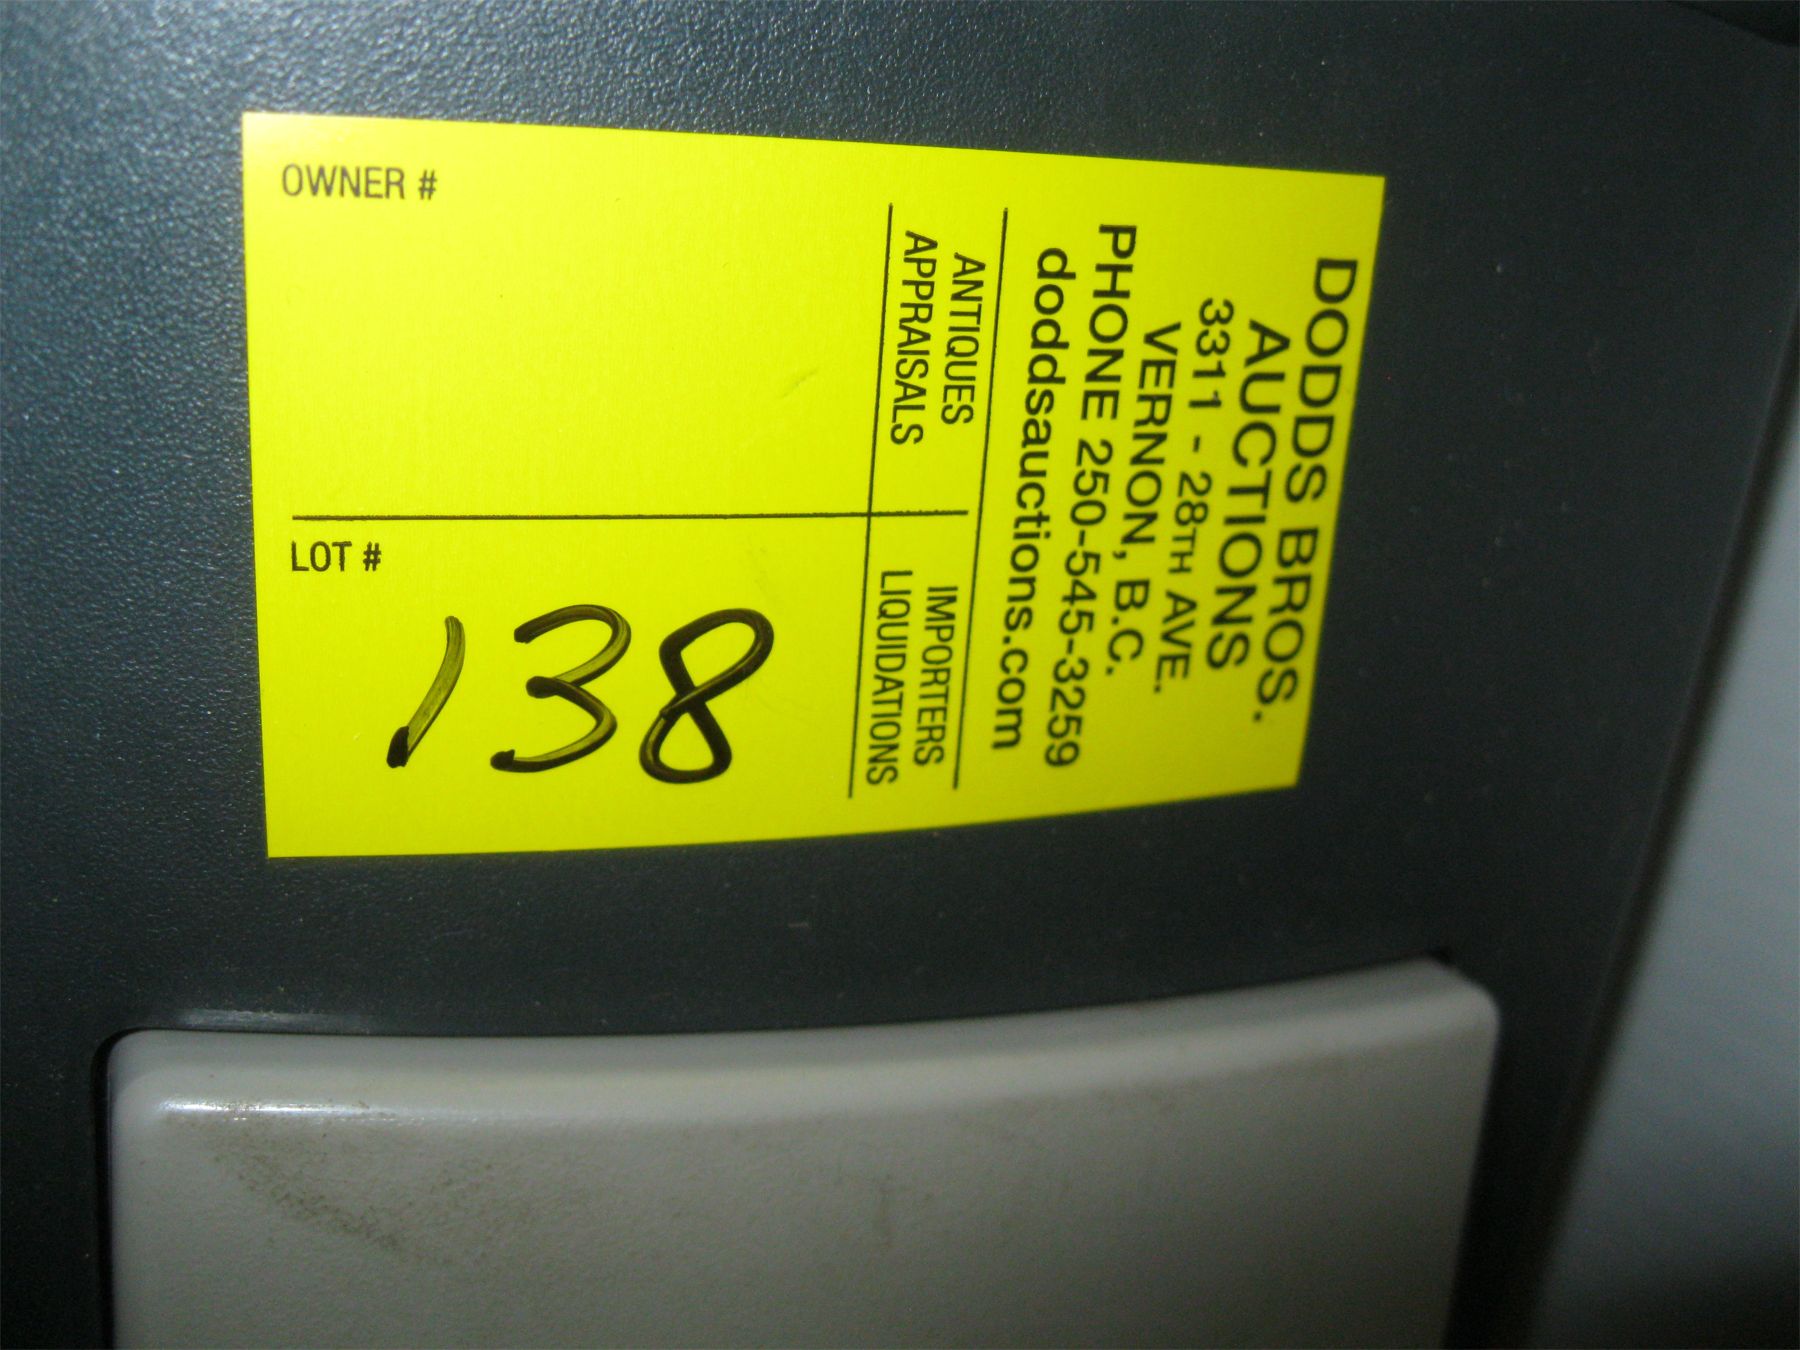 DODDS BROS.
AUCTIONS
3311 - 28TH AVE.
VERNON, B.C.
PHONE 250-545-3259
doddsauctions.com
ANTIQUES
APPRAISALS
IMPORTERS
LIQUIDATIONS
OWNER #
LOT #
138